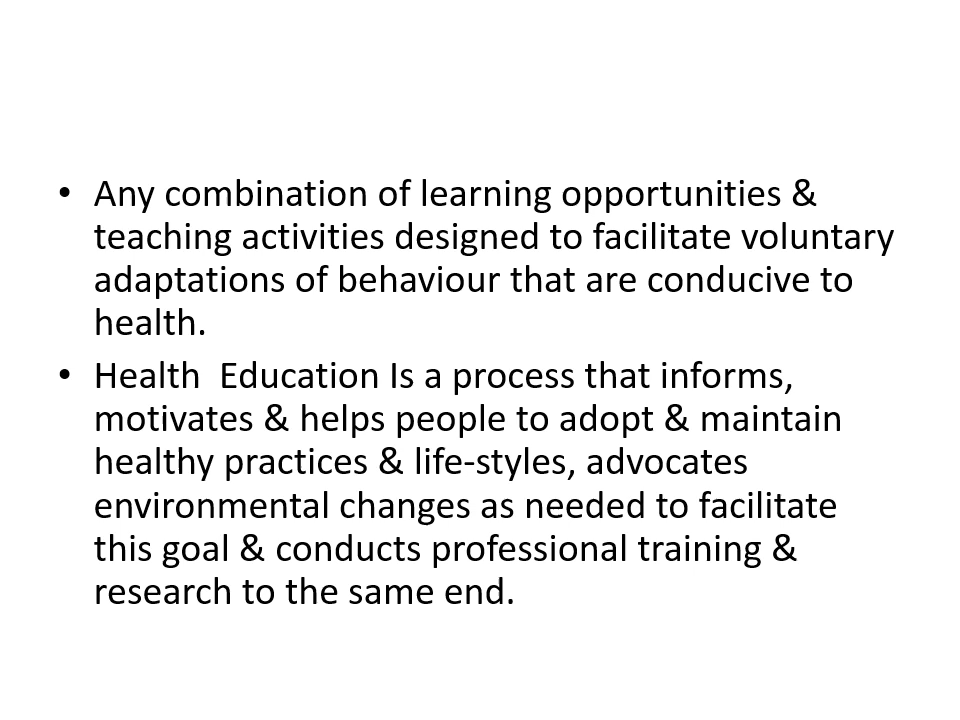 • Any combination of learning opportunities &
teaching activities designed to facilitate voluntary
adaptations of behaviour that are conducive to
health.
• Health  Education Is a process that informs,
motivates & helps people to adopt & maintain
healthy practices & life-styles, advocates
environmental changes as needed to facilitate
this goal & conducts professional training &
research to the same end.